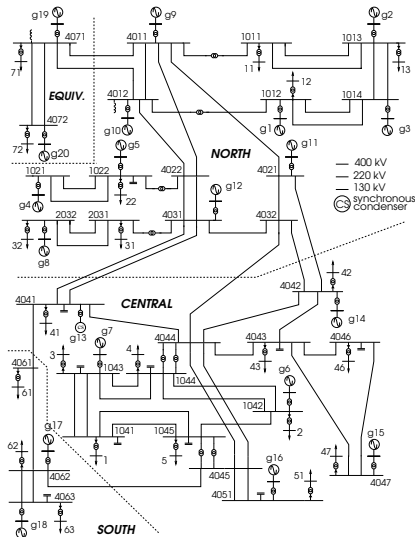 g19
g9
g2
4071
4011
1011
1013
71
11
13
EQUIV.
12
4012
1012
1014
4072
g10
g1
g3
72
g20
g5
NORTH
g11
400 kV
220 kV
130 kV
CS synchronous condenser
1021
1022
4022
g12
4021
g4
22
2032
2031
4031
4032
32
g8
31
42
CENTRAL
4042
4041
41
CS
g13
g7
g14
4044
4043
4046
4061
3
4
43
46
61
1043
1044
g6
g17
1042
62
1041
1045
2
g15
1
5
g16
47
4062
4045
51
4047
4063
4051
g18
63
SOUTH